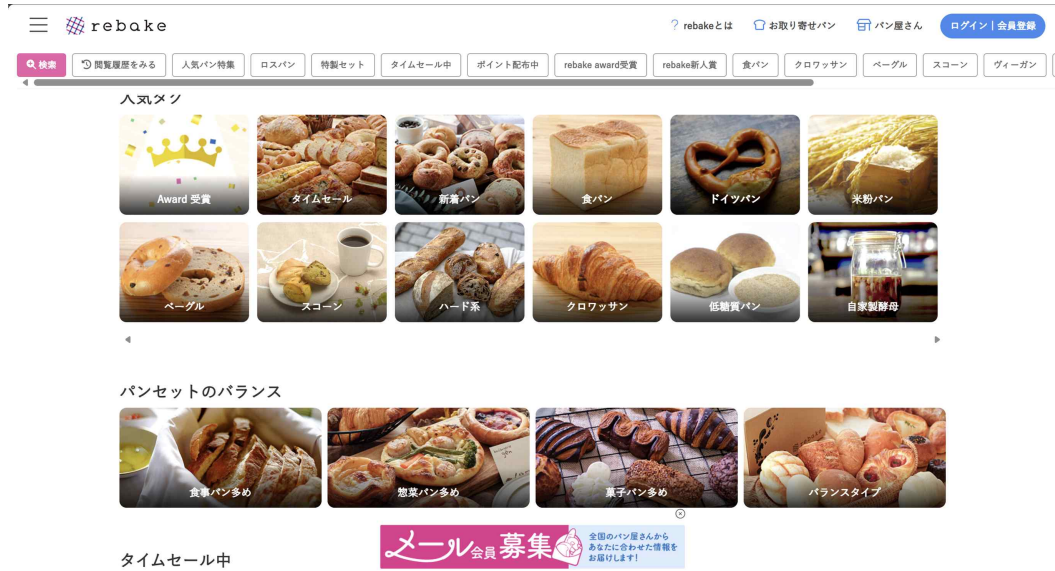 rebake
? rebakeとは
お取り寄せパン
パン屋さん
ログイン | 会員登録
検索
閲覧履歴をみる
人気パン特集
ロスパン
特製セット
タイムセール中
ポイント配布中
rebake award受賞
rebake新人賞
食パン
クロワッサン
ベーグル
スコーン
ヴィーガン
人気タグ
Award 受賞
タイムセール
新着パン
食パン
ドイツパン
米粉パン
ベーグル
スコーン
ハード系
クロワッサン
低糖質パン
自家製酵母
パンセットのバランス
食事パン多め
惣菜パン多め
菓子パン多め
バランスタイプ
メール会員募集
全国のパン屋さんから
あなたに合わせた情報を
お届けします!
タイムセール中